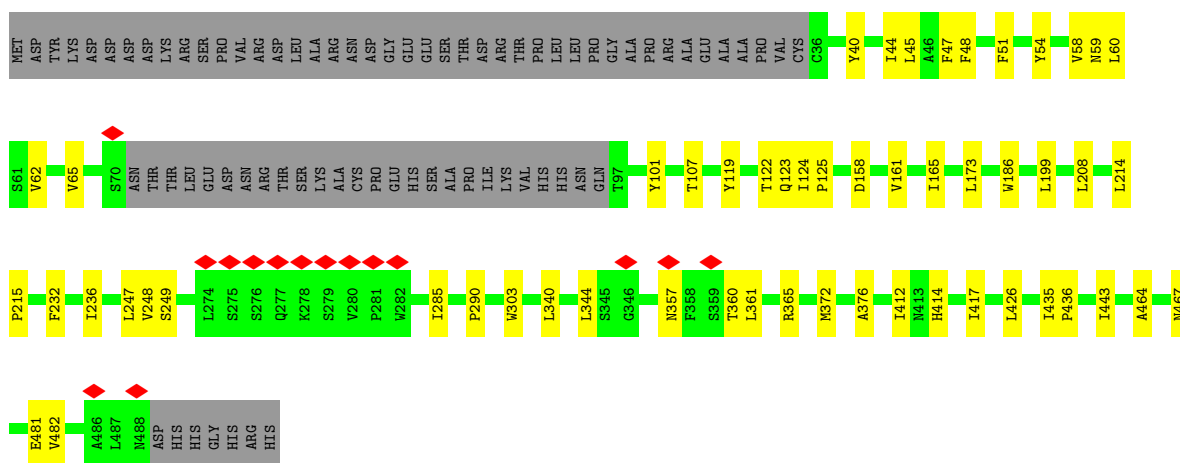 MET ASP TYR LYS ASP ASP ASP ASP LYS ARG SER PRO VAL ARG ASP LEU ALA ARG ASN ASP GLY GLU GLU SER THR ASP ARG THR PRO LEU LEU PRO GLY ALA PRO ARG ALA GLU ALA ALA PRO VAL CYS C36 Y40 I44 L45 A46 F47 F48 F51 Y54 V58 N59 L60
S61 V62 V65 S70 ASN THR THR LEU GLU ASP ASN ARG THR SER LYS ALA CYS PRO GLU HIS SER ALA PRO ILE LYS VAL HIS HIS ASN GLN T97 Y101 T107 Y119 T122 Q123 I124 P125 D158 V161 I165 L173 W186 L199 L208 L214
P215 F232 I236 L247 V248 S249 L274 S275 S276 Q277 K278 S279 V280 P281 W282 I285 P290 W303 L340 L344 S345 G346 N357 F358 S359 T360 L361 R365 M372 A376 I412 N413 H414 I417 L426 I435 P436 I443 A464 N467
E481 V482 A486 L487 N488 ASP HIS HIS GLY HIS ARG HIS